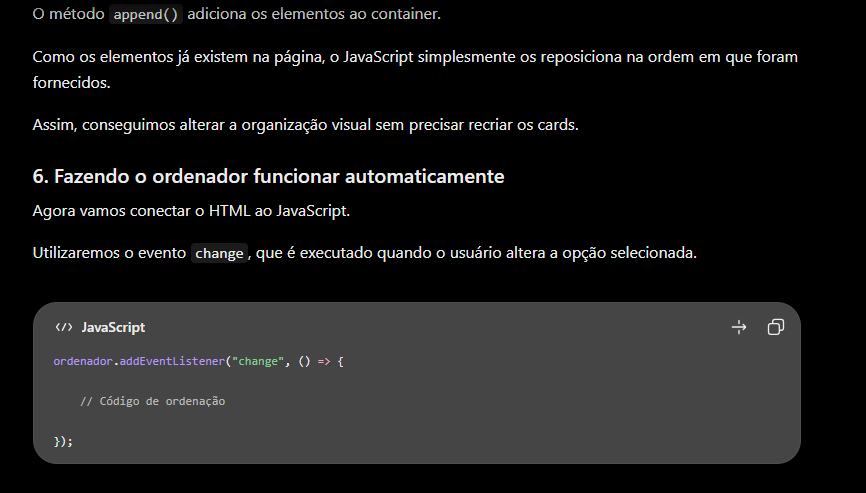 O método append() adiciona os elementos ao container.
Como os elementos já existem na página, o JavaScript simplesmente os reposiciona na ordem em que foram
fornecidos.
Assim, conseguimos alterar a organização visual sem precisar recriar os cards.
6. Fazendo o ordenador funcionar automaticamente
Agora vamos conectar o HTML ao JavaScript.
Utilizaremos o evento change, que é executado quando o usuário altera a opção selecionada.
</> JavaScript
ordenador.addEventListener("change", () => {
    // Código de ordenação
});